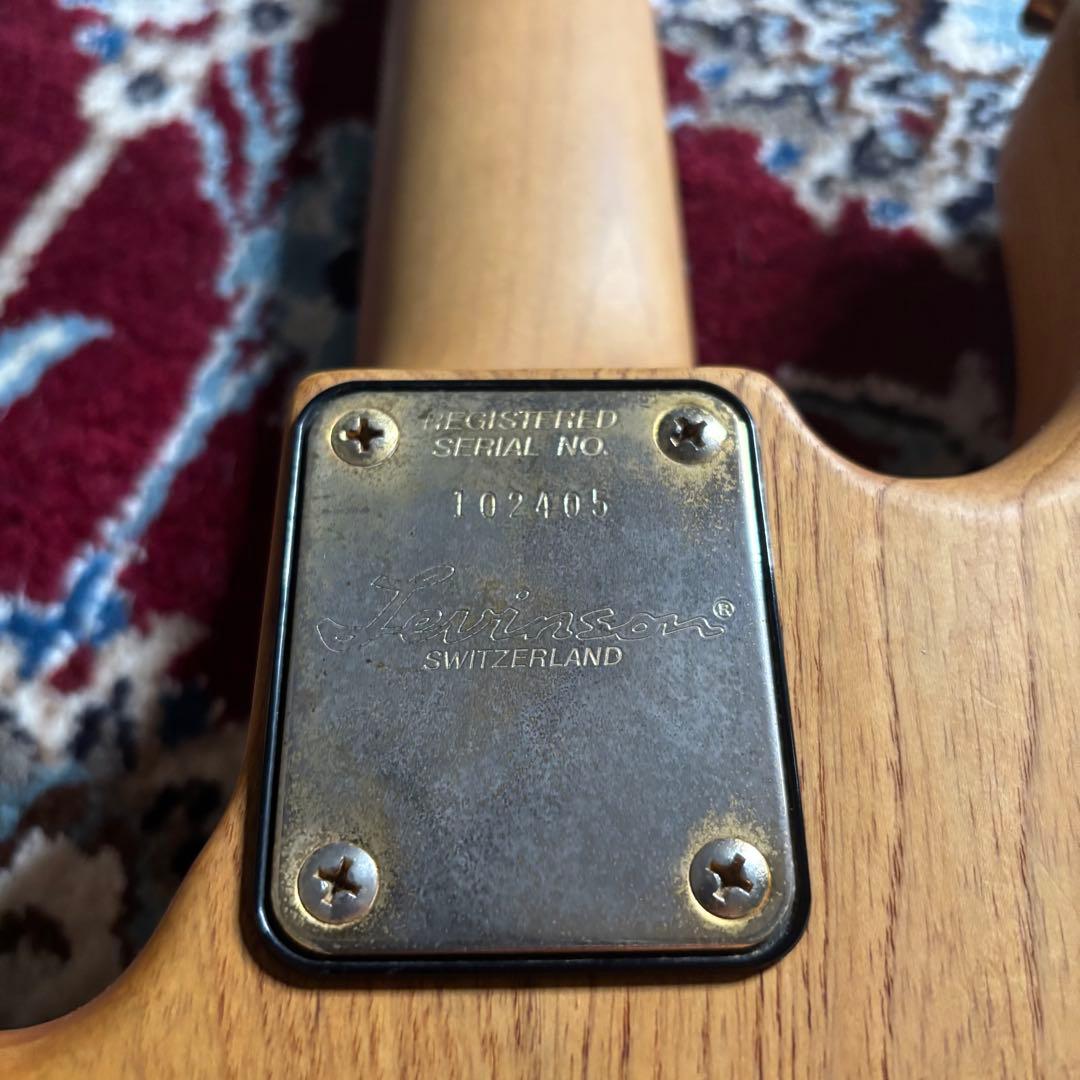 REGISTERED
SERIAL NO.
102405
Levinson®
SWITZERLAND